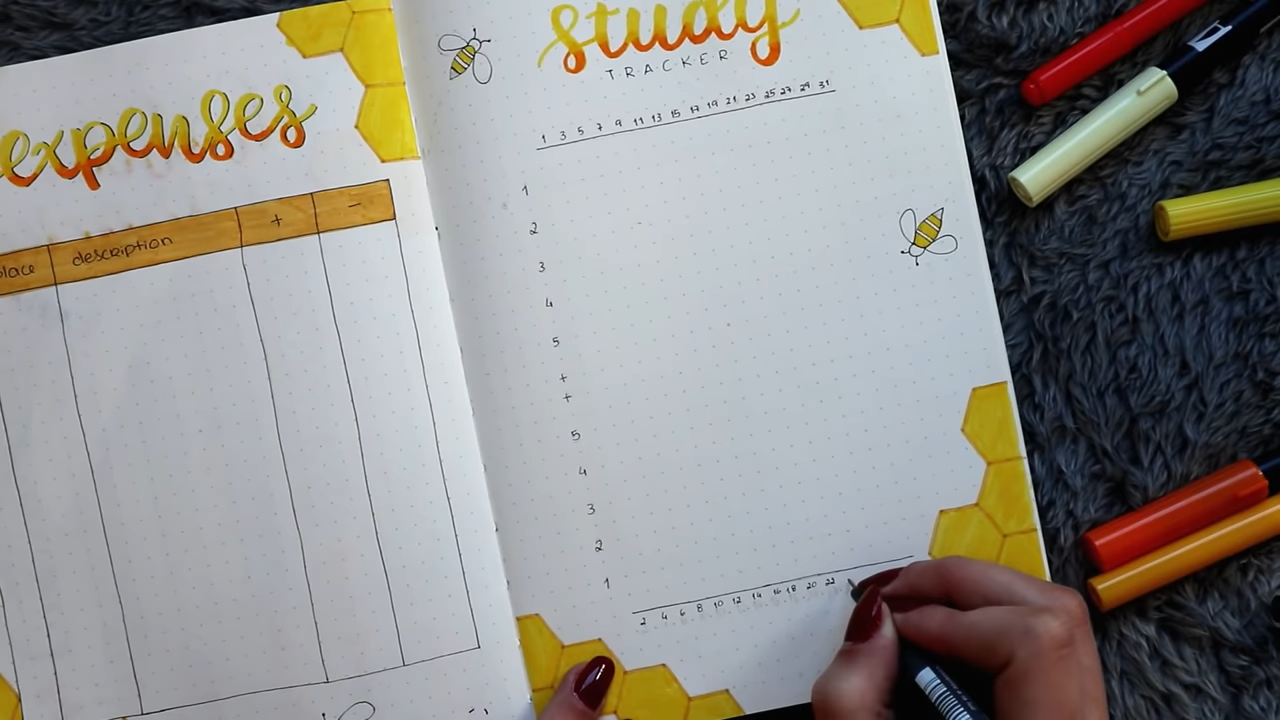 expenses
place description + -
study
TRACKER
1 3 5 7 9 11 13 15 17 19 21 23 25 27 29 31
1
2
3
4
5
+
+
5
4
3
2
1
2 4 6 8 10 12 14 16 18 20 22